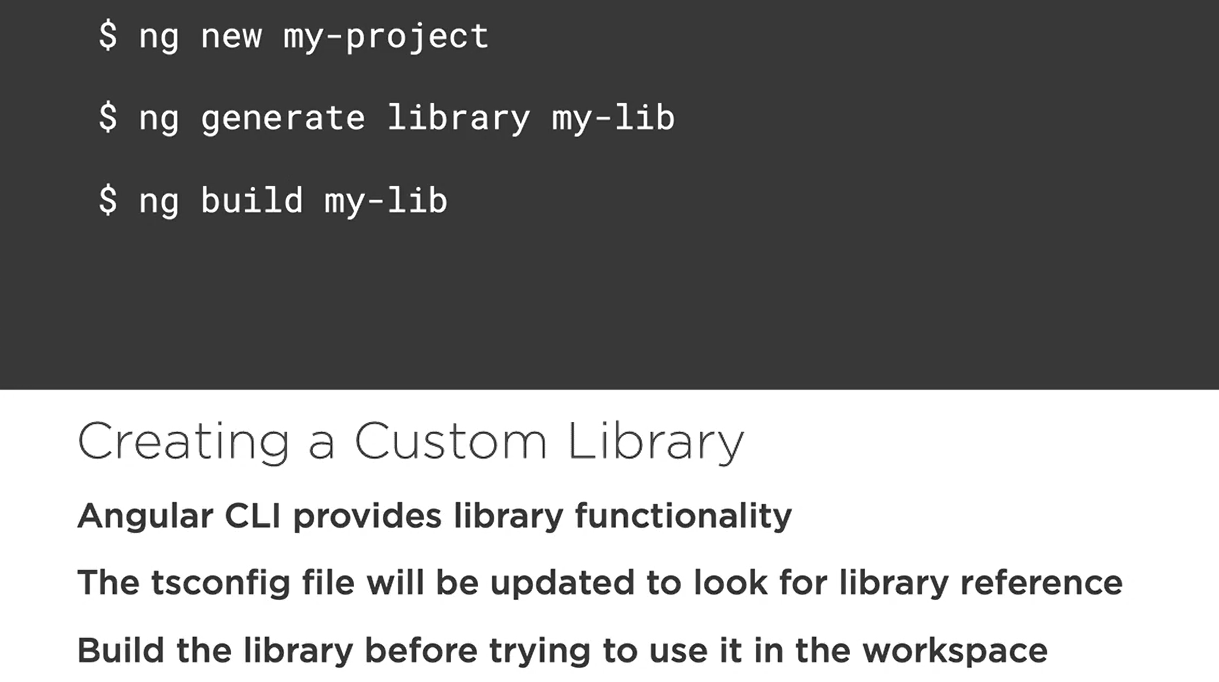 $ ng new my-project
$ ng generate library my-lib
$ ng build my-lib
Creating a Custom Library
Angular CLI provides library functionality
The tsconfig file will be updated to look for library reference
Build the library before trying to use it in the workspace